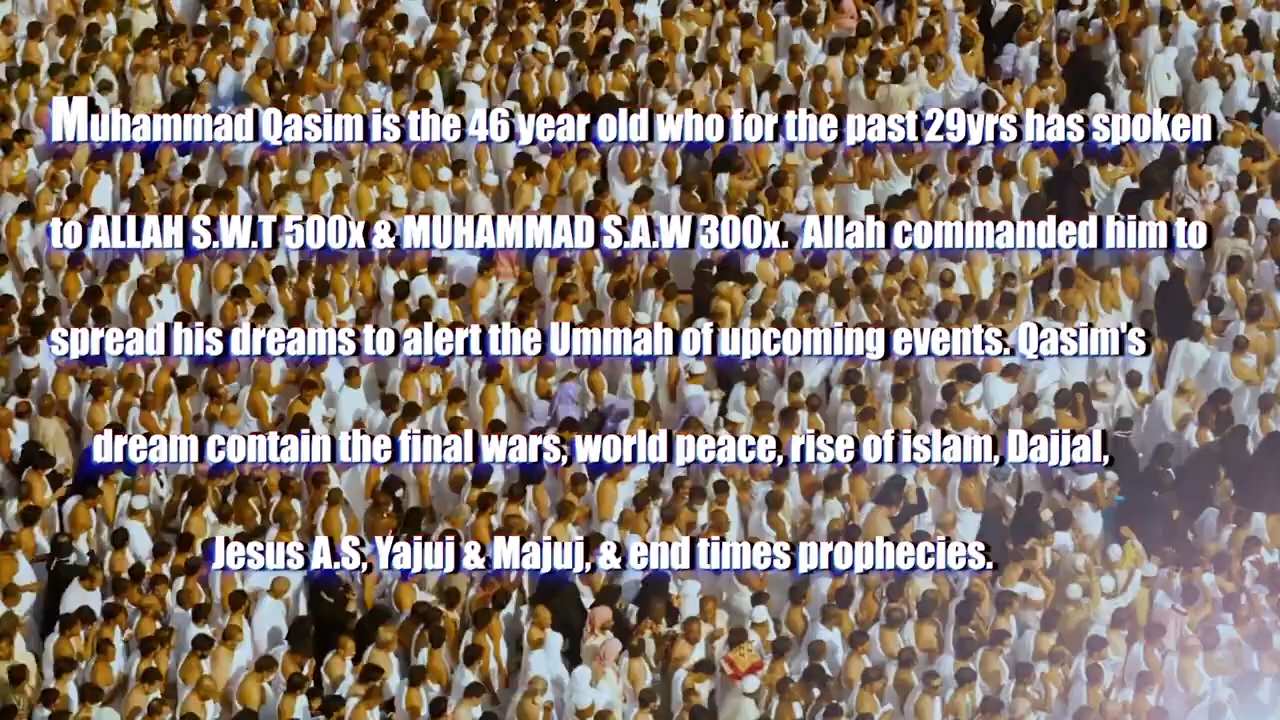 Muhammad Qasim is the 46 year old who for the past 29yrs has spoken
to ALLAH S.W.T 500x & MUHAMMAD S.A.W 300x. Allah commanded him to
spread his dreams to alert the Ummah of upcoming events. Qasim's
dream contain the final wars, world peace, rise of islam, Dajjal,
Jesus A.S, Yajuj & Majuj, & end times prophecies.